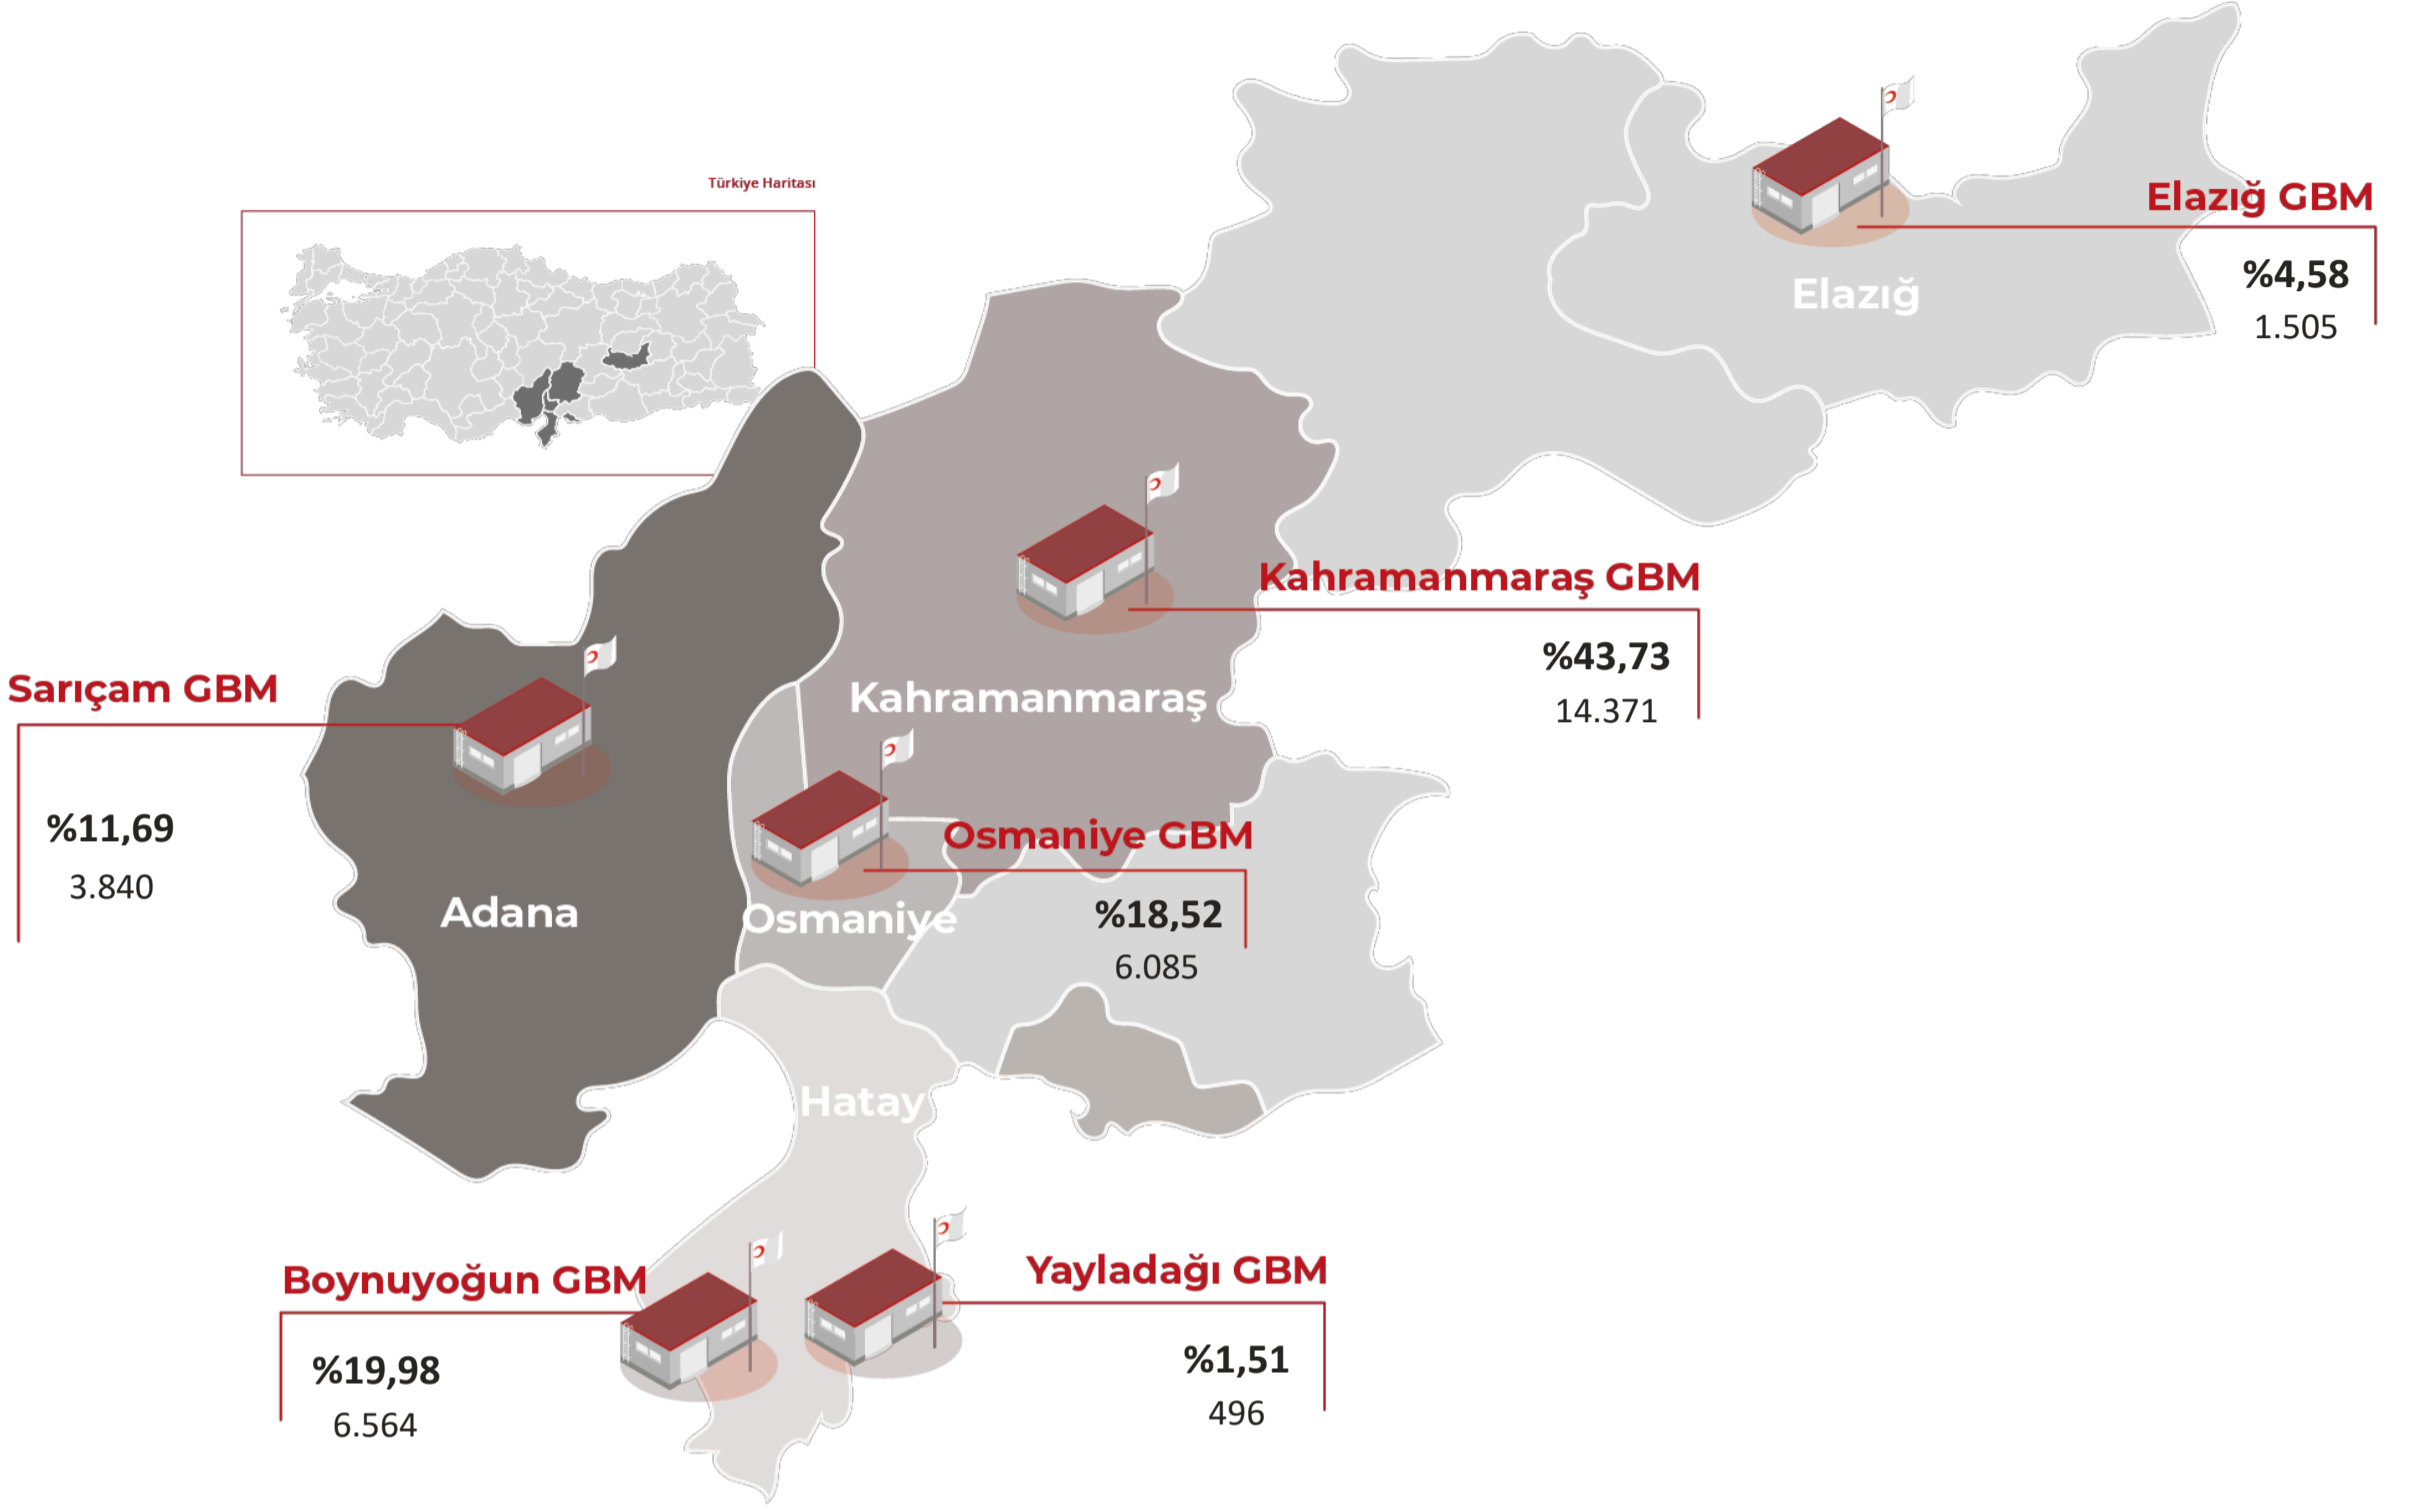 Türkiye Haritası
Elazığ GBM
%4,58
1.505
Elazığ
Kahramanmaraş GBM
%43,73
14.371
Kahramanmaraş
Sarıçam GBM
%11,69
3.840
Adana
Osmaniye GBM
%18,52
6.085
Osmaniye
Hatay
Boynuyoğun GBM
%19,98
6.564
Yayladağı GBM
%1,51
496